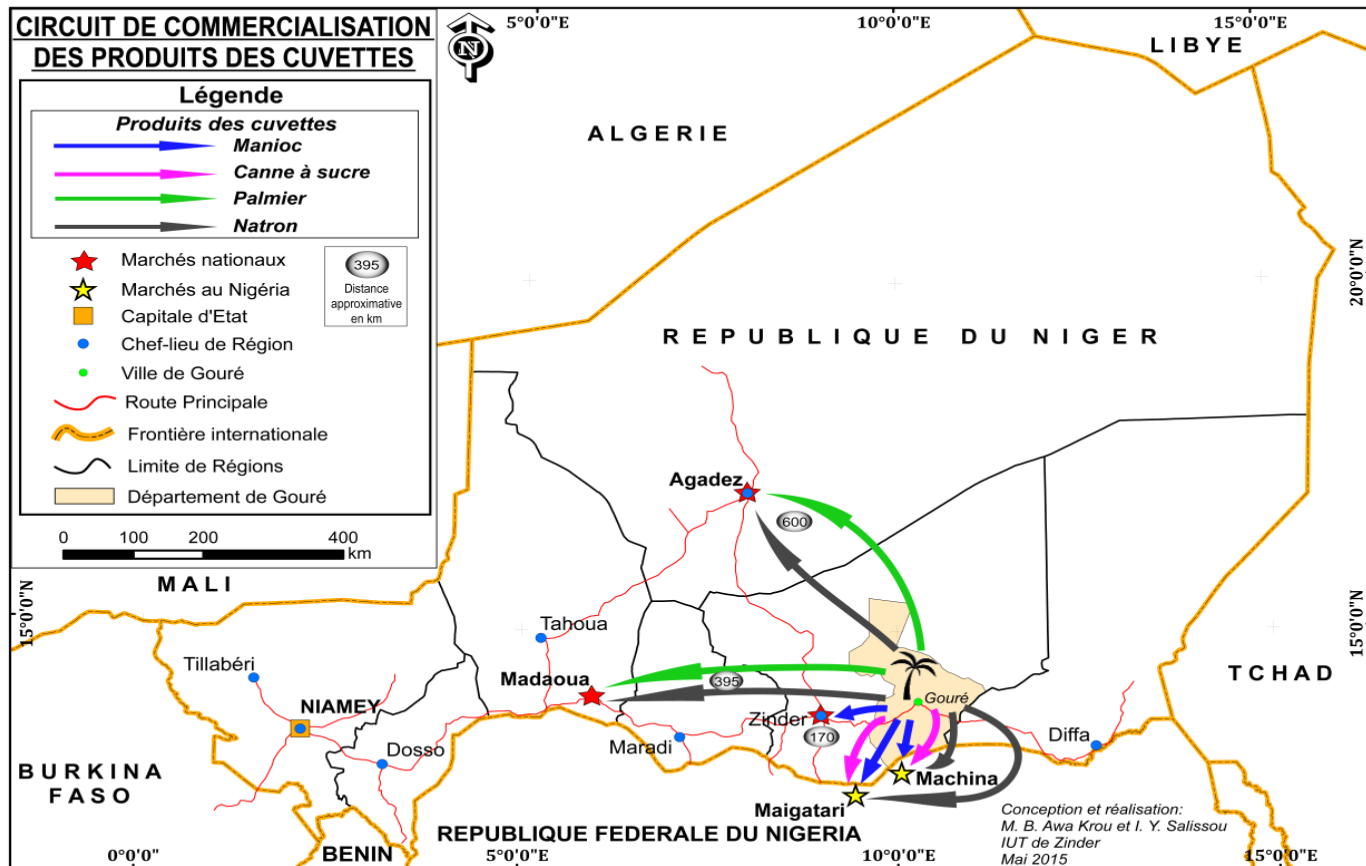 CIRCUIT DE COMMERCIALISATION
DES PRODUITS DES CUVETTES
Légende
Produits des cuvettes
Manioc
Canne à sucre
Palmier
Natron
Marchés nationaux
Marchés au Nigéria
Capitale d'Etat
Chef-lieu de Région
Ville de Gouré
Route Principale
Frontière internationale
Limite de Régions
Département de Gouré
395
Distance
approximative
en km
0 100 200 400
km
N
5°0'0"E 10°0'0"E 15°0'0"E
LIBYE
ALGERIE
20°0'0"N
REPUBLIQUE DU NIGER
Agadez
600
MALI
15°0'0"N
15°0'0"N
Tahoua
Tillabéri
Madaoua
395
TCHAD
NIAMEY
Gouré
Zinder
170
Diffa
Dosso
Maradi
BURKINA
FASO
Machina
Maigatari
REPUBLIQUE FEDERALE DU NIGERIA
BENIN
Conception et réalisation:
M. B. Awa Krou et I. Y. Salissou
IUT de Zinder
Mai 2015
0°0'0" 5°0'0"E 10°0'0"E 15°0'0"E